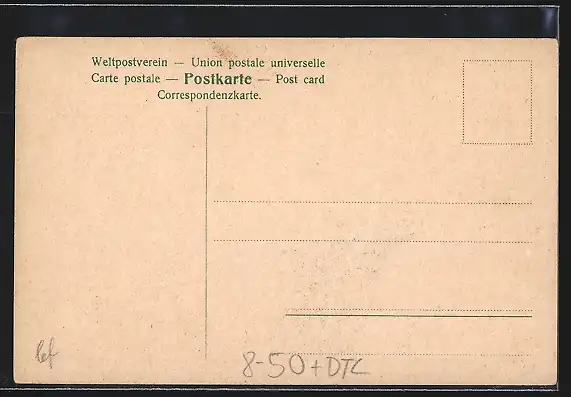 Weltpostverein — Union postale universelle
Carte postale — Postkarte — Post card
Correspondenzkarte.
8-50+DTC